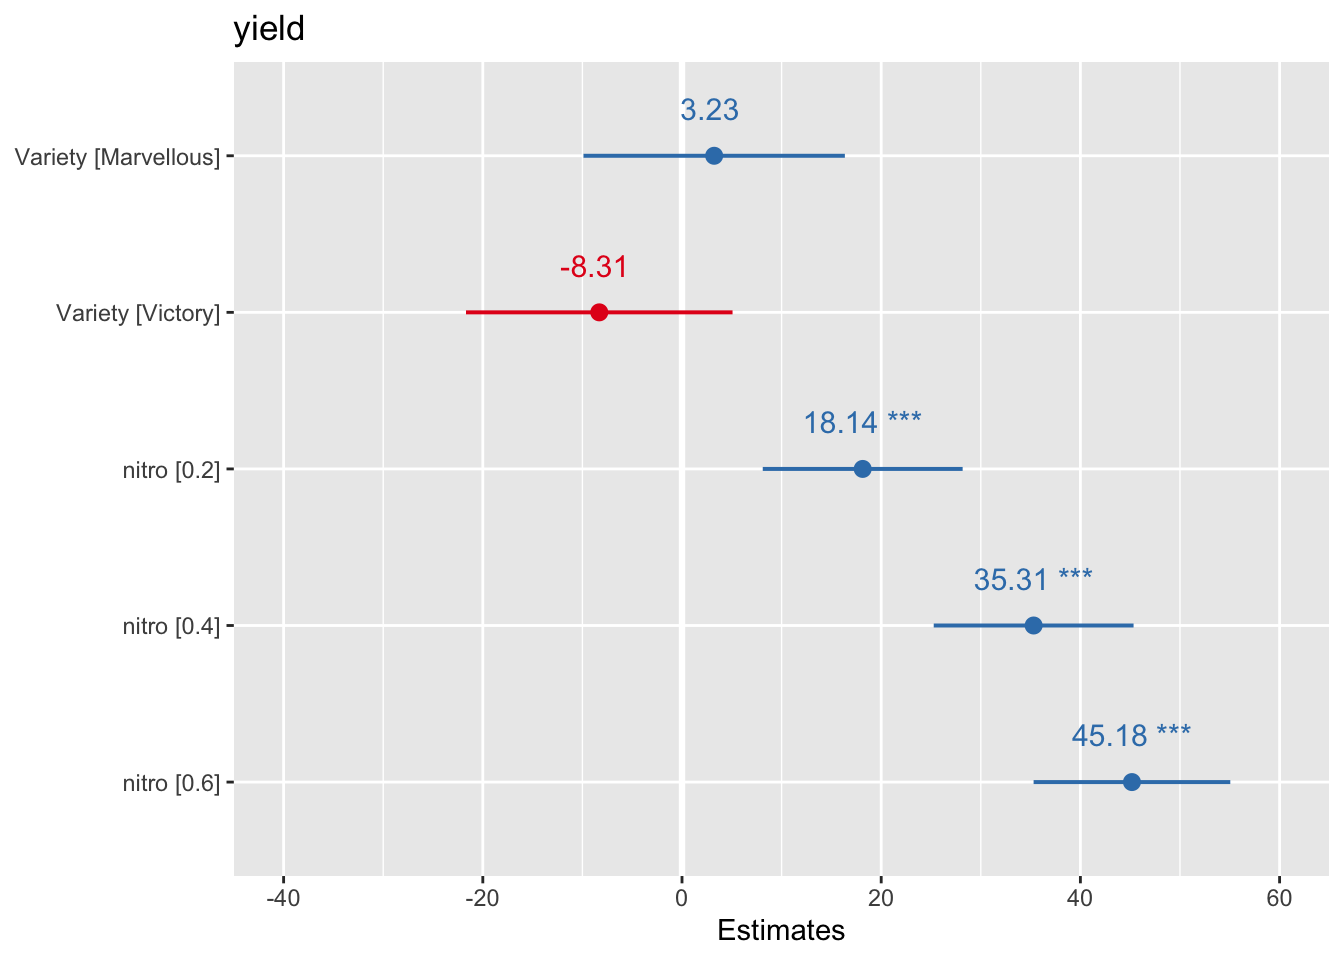 yield
3.23
Variety [Marvellous]
-8.31
Variety [Victory]
18.14 ***
nitro [0.2]
35.31 ***
nitro [0.4]
45.18 ***
nitro [0.6]
-40 -20 0 20 40 60
Estimates